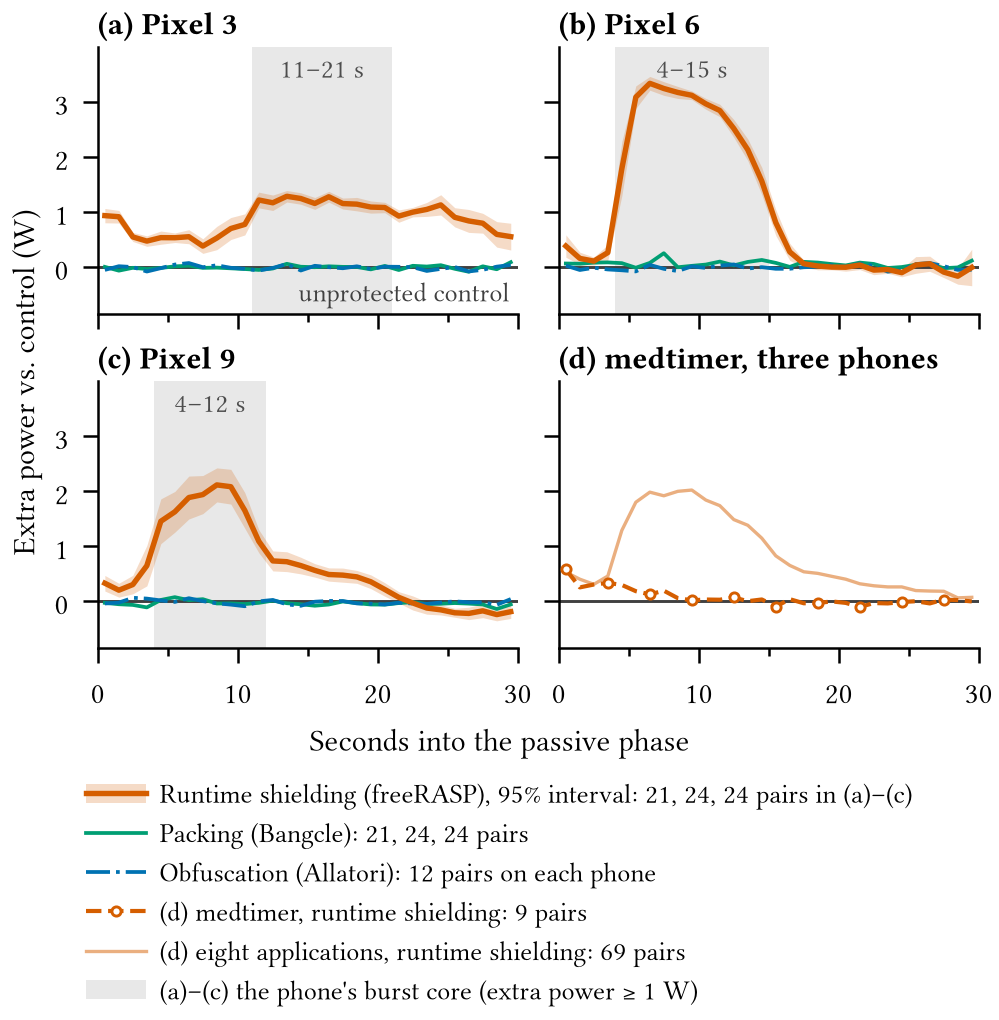 (a) Pixel 3
(b) Pixel 6
11–21 s
4–15 s
3
2
1
0
unprotected control
(c) Pixel 9
(d) medtimer, three phones
4–12 s
3
2
1
0
Extra power vs. control (W)
0 10 20 30
0 10 20 30
Seconds into the passive phase
Runtime shielding (freeRASP), 95% interval: 21, 24, 24 pairs in (a)–(c)
Packing (Bangcle): 21, 24, 24 pairs
Obfuscation (Allatori): 12 pairs on each phone
(d) medtimer, runtime shielding: 9 pairs
(d) eight applications, runtime shielding: 69 pairs
(a)–(c) the phone's burst core (extra power ≥ 1 W)